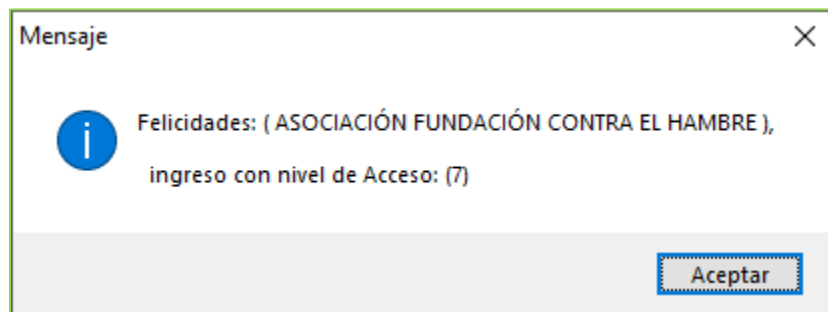 Mensaje
Felicidades: ( ASOCIACIÓN FUNDACIÓN CONTRA EL HAMBRE ),
ingreso con nivel de Acceso: (7)
Aceptar